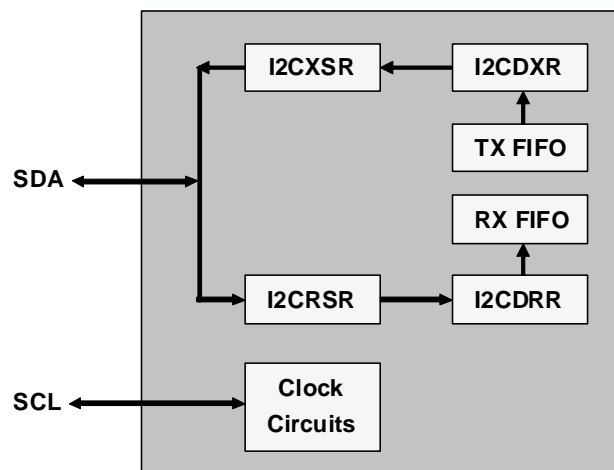 I2CXSR
I2CDXR
TX FIFO
SDA
RX FIFO
I2CRSR
I2CDRR
SCL
Clock
Circuits